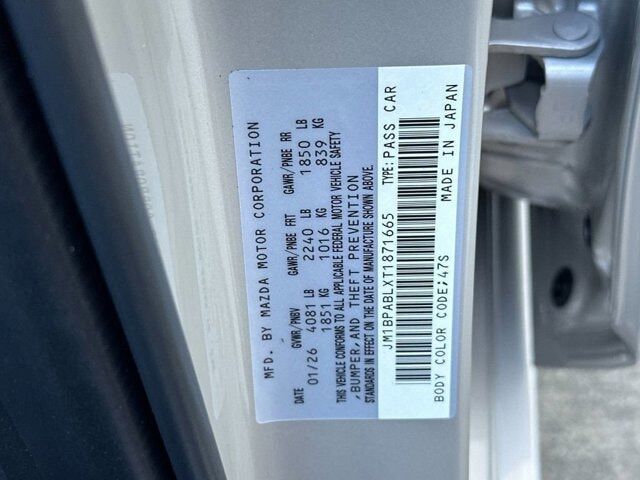 MFD. BY MAZDA MOTOR CORPORATION
DATE GVWR/PNBV GAWR/PNBE FRT GAWR/PNBE RR
01/26 4081 LB 2240 LB 1850 LB
1851 KG 1016 KG 839 KG
THIS VEHICLE CONFORMS TO ALL APPLICABLE FEDERAL MOTOR VEHICLE SAFETY
,BUMPER,AND THEFT PREVENTION
STANDARDS IN EFFECT ON THE DATE OF MANUFACTURE SHOWN ABOVE.
JM1BPABLXT1871665 TYPE: PASS CAR
BODY COLOR CODE;47S MADE IN JAPAN